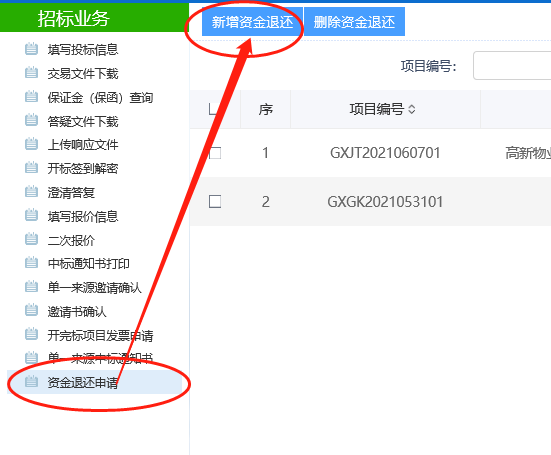 招标业务
填写投标信息
交易文件下载
保证金（保函）查询
答疑文件下载
上传响应文件
开标签到解密
澄清答复
填写报价信息
二次报价
中标通知书打印
单一来源邀请确认
邀请书确认
开完标项目发票申请
单一来源中标通知书
资金退还申请
新增资金退还 删除资金退还
项目编号：
序 项目编号
1 GXJT2021060701 高新物业
2 GXGK2021053101